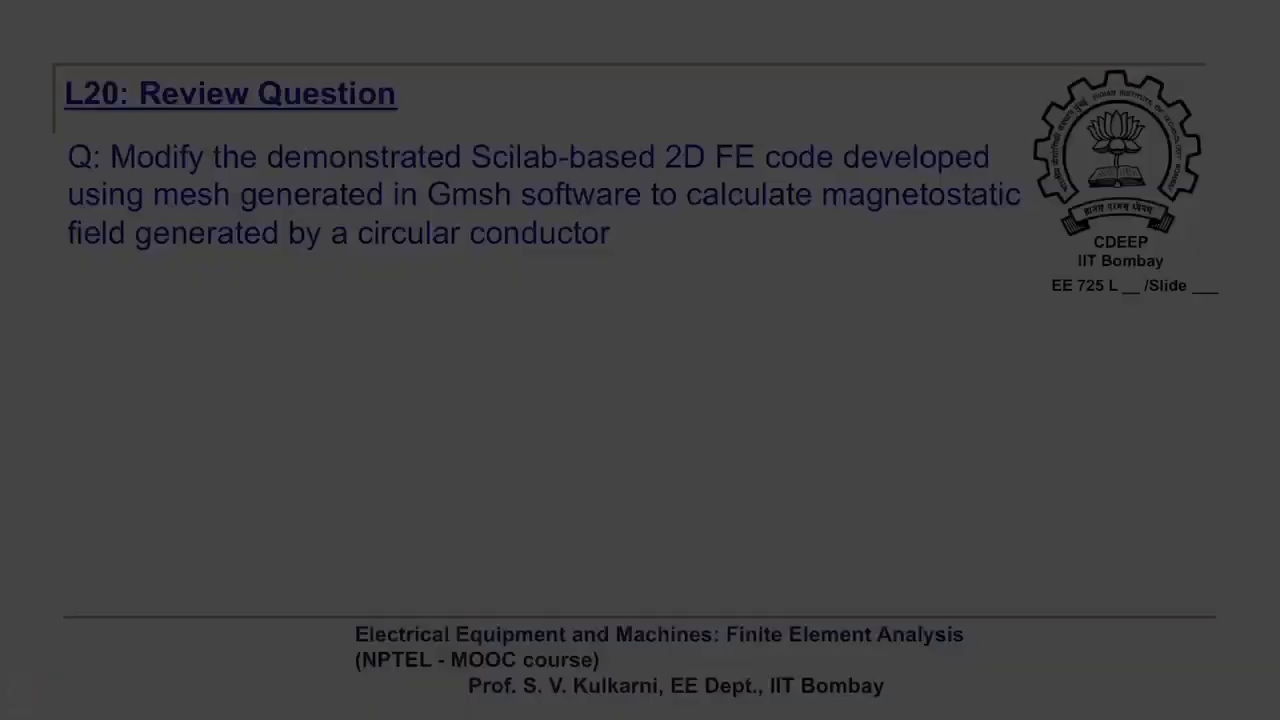 L20: Review Question
Q: Modify the demonstrated Scilab-based 2D FE code developed
using mesh generated in Gmsh software to calculate magnetostatic
field generated by a circular conductor
CDEEP
IIT Bombay
EE 725 L __ /Slide ___
Electrical Equipment and Machines: Finite Element Analysis
(NPTEL - MOOC course)
Prof. S. V. Kulkarni, EE Dept., IIT Bombay